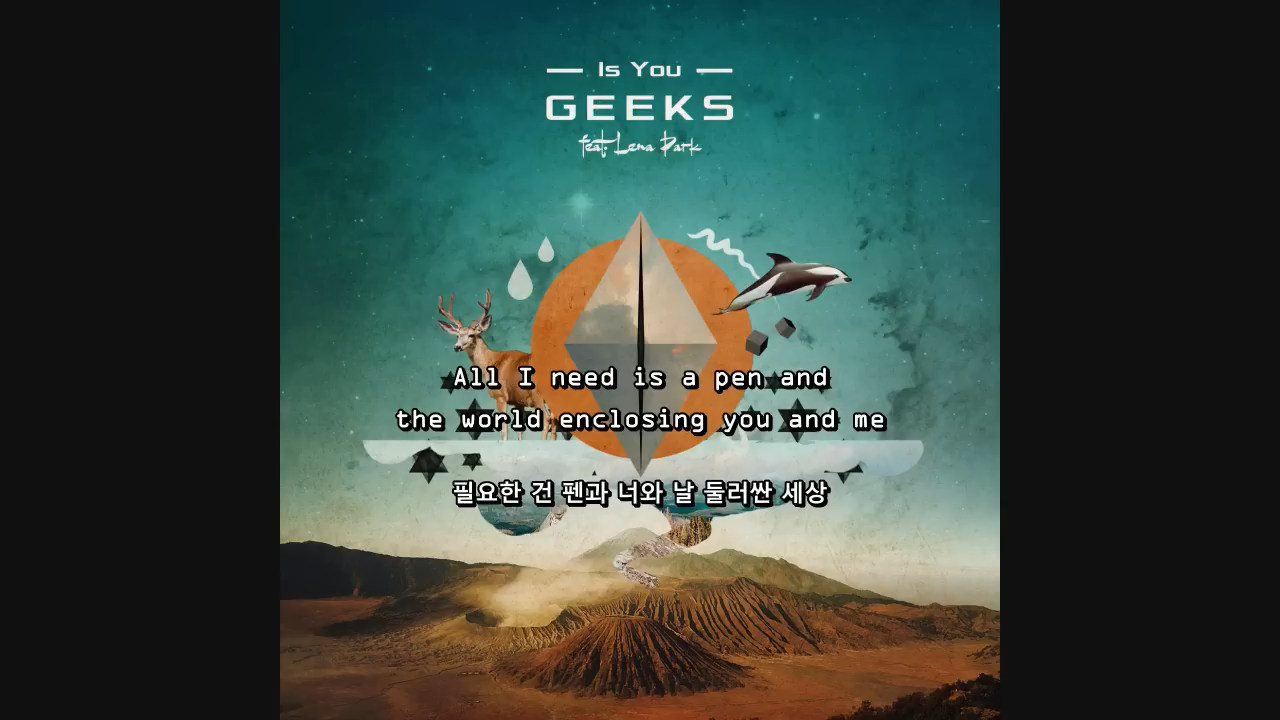 Is You
GEEKS
feat. Lena Park
All I need is a pen and
the world enclosing you and me
필요한 건 펜과 너와 날 둘러싼 세상